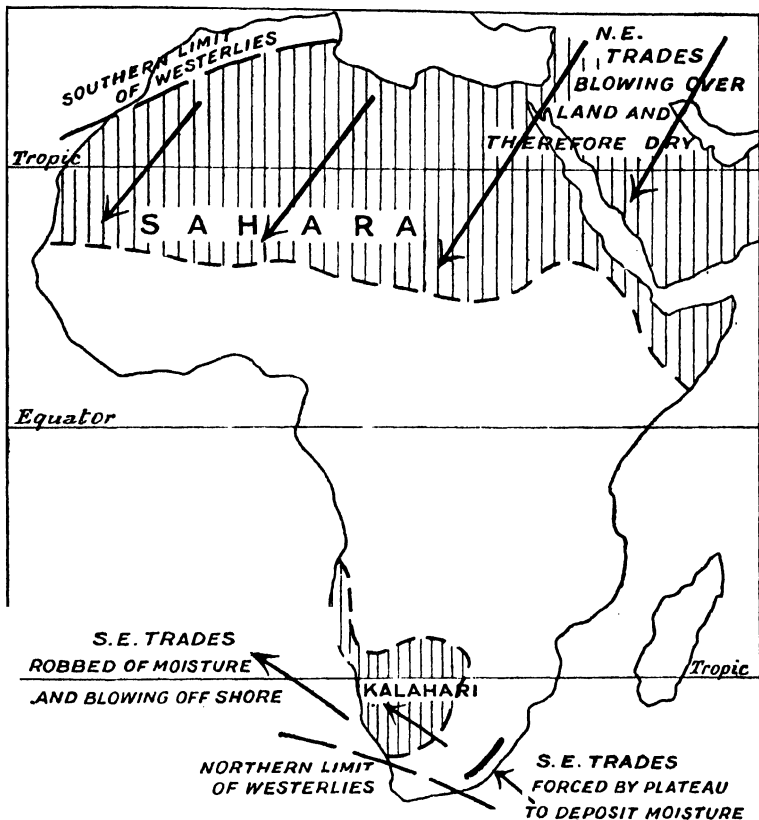 SOUTHERN LIMIT
OF WESTERLIES
N.E.
TRADES
BLOWING OVER
LAND AND
THEREFORE DRY
Tropic
SAHARA
Equator
S.E. TRADES
ROBBED OF MOISTURE
AND BLOWING OFF SHORE
KALAHARI
Tropic
NORTHERN LIMIT
OF WESTERLIES
S.E. TRADES
FORCED BY PLATEAU
TO DEPOSIT MOISTURE